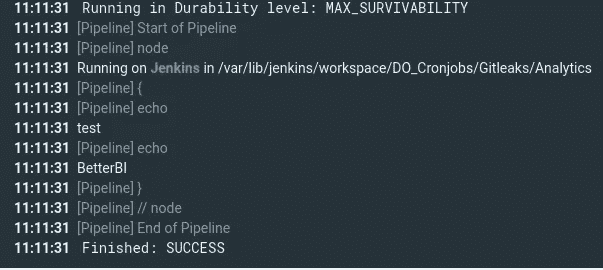 11:11:31 Running in Durability level: MAX_SURVIVABILITY
11:11:31 [Pipeline] Start of Pipeline
11:11:31 [Pipeline] node
11:11:31 Running on Jenkins in /var/lib/jenkins/workspace/DO_Cronjobs/Gitleaks/Analytics
11:11:31 [Pipeline] {
11:11:31 [Pipeline] echo
11:11:31 test
11:11:31 [Pipeline] echo
11:11:31 BetterBI
11:11:31 [Pipeline] }
11:11:31 [Pipeline] // node
11:11:31 [Pipeline] End of Pipeline
11:11:31 Finished: SUCCESS